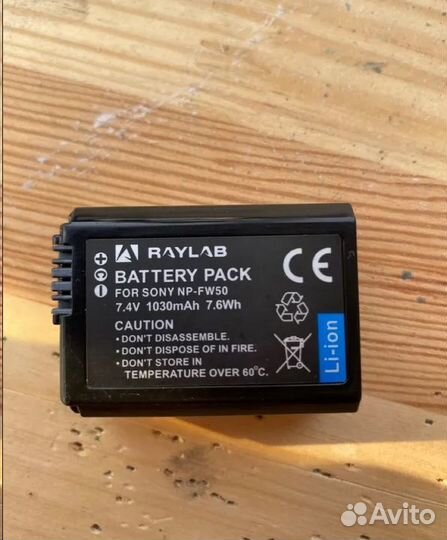 RAYLAB
BATTERY PACK
FOR SONY NP-FW50
7.4V 1030mAh 7.6Wh
CAUTION
• DON'T DISASSEMBLE.
• DON'T DISPOSE OF IN FIRE.
• DON'T STORE IN
TEMPERATURE OVER 60°C.
CE
Li-ion
Avito